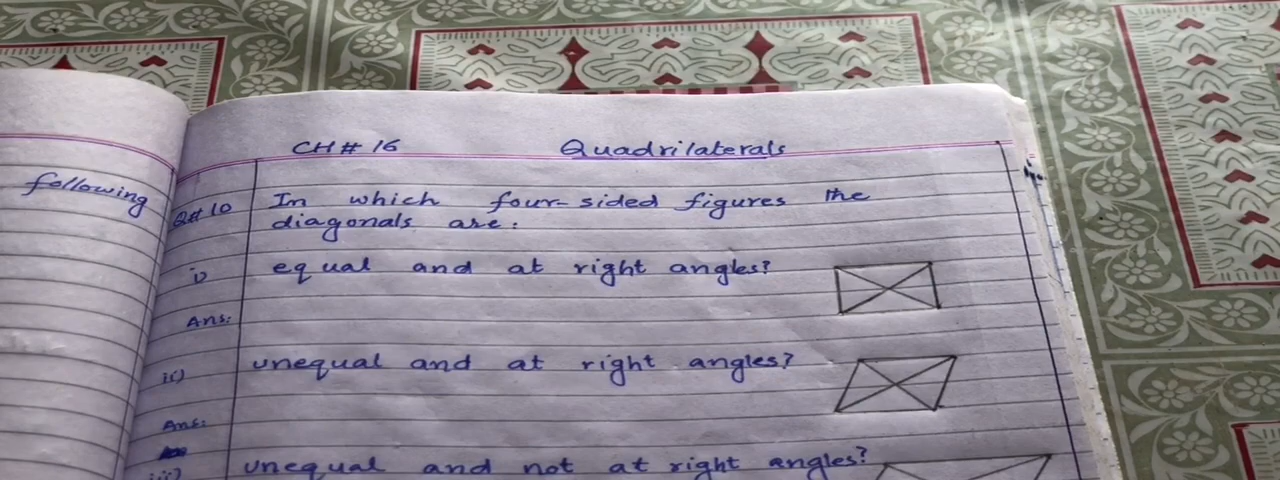 CH # 16 Quadrilaterals
following
Q#10 In which four-sided figures the
diagonals are:
i) equal and at right angles?
Ans:
ii) unequal and at right angles?
Ans:
iii) unequal and not at right angles?